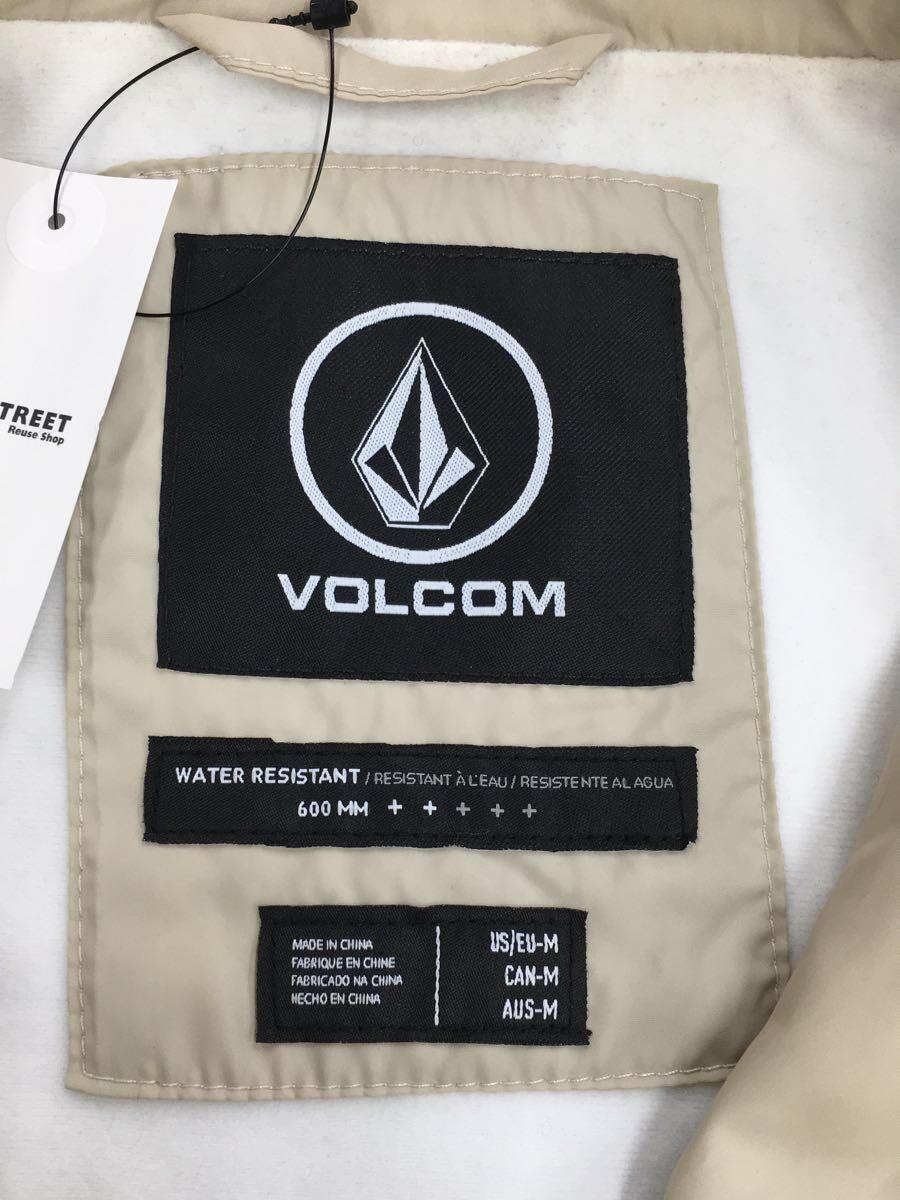 TREET
Reuse Shop
VOLCOM
WATER RESISTANT / RESISTANT À L'EAU / RESISTENTE AL AGUA
600 MM + + + + +
MADE IN CHINA
FABRIQUE EN CHINE
FABRICADO NA CHINA
HECHO EN CHINA
US/EU-M
CAN-M
AUS-M